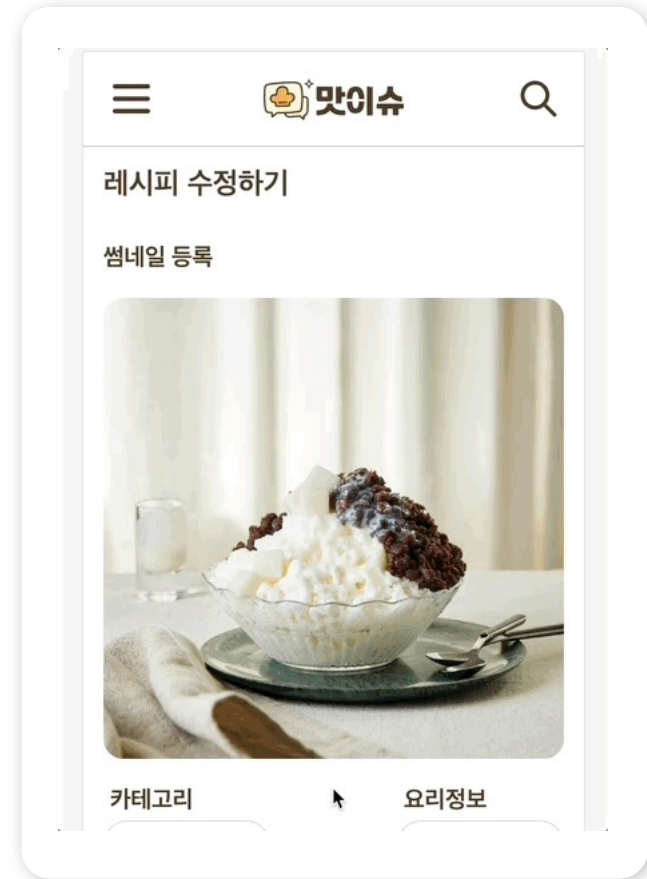 맛이슈
레시피 수정하기
썸네일 등록
카테고리
요리정보